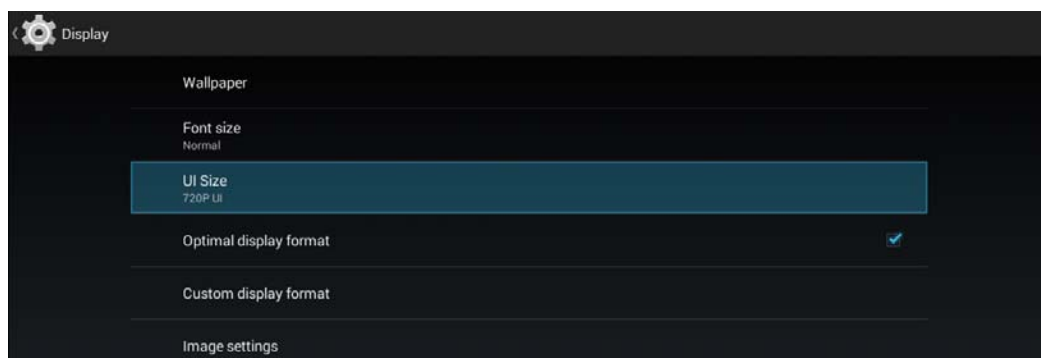 Display
Wallpaper
Font size
Normal
UI Size
720P UI
Optimal display format
Custom display format
Image settings